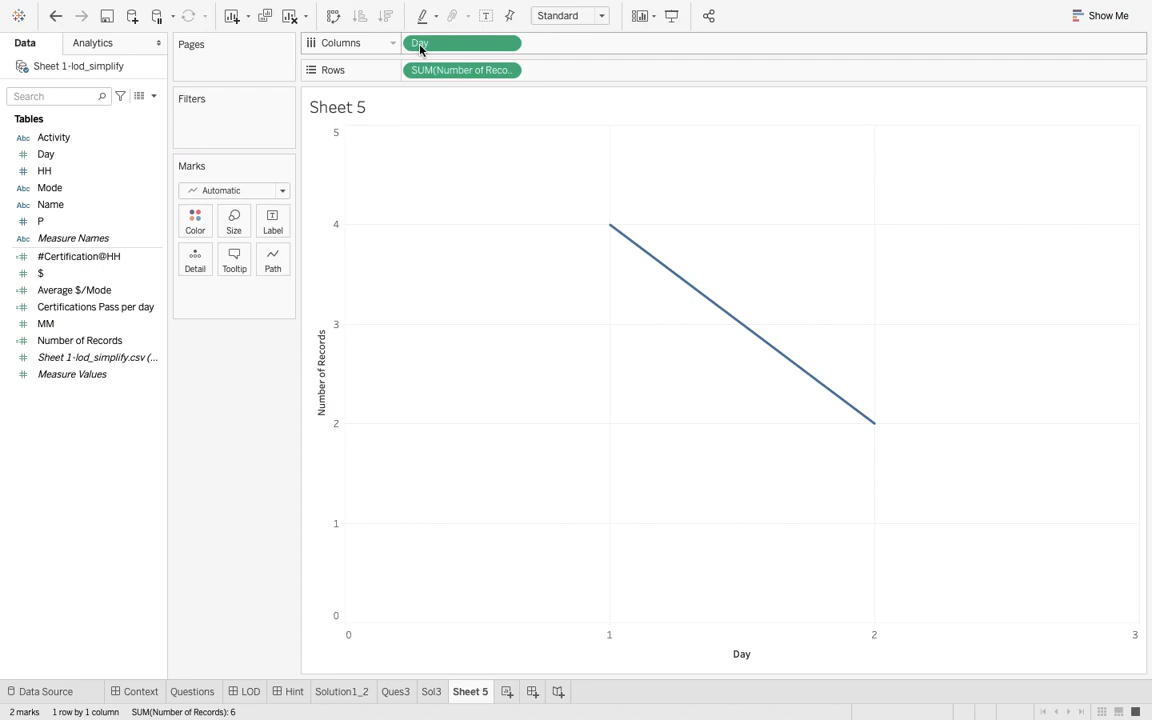 Standard
Show Me
Data
Analytics
Sheet 1-lod_simplify
Search
Tables
Abc Activity
Day
HH
Abc Mode
Abc Name
P
Abc Measure Names
#Certification@HH
$
Average $/Mode
Certifications Pass per day
MM
Number of Records
Sheet 1-lod_simplify.csv (...
Measure Values
Pages
Filters
Marks
Automatic
Color
Size
Label
Detail
Tooltip
Path
Columns
Day
Rows
SUM(Number of Reco..
Sheet 5
5
4
3
2
1
0
Number of Records
0
1
2
3
Day
Data Source
Context
Questions
LOD
Hint
Solution1_2
Ques3
Sol3
Sheet 5
2 marks
1 row by 1 column
SUM(Number of Records): 6